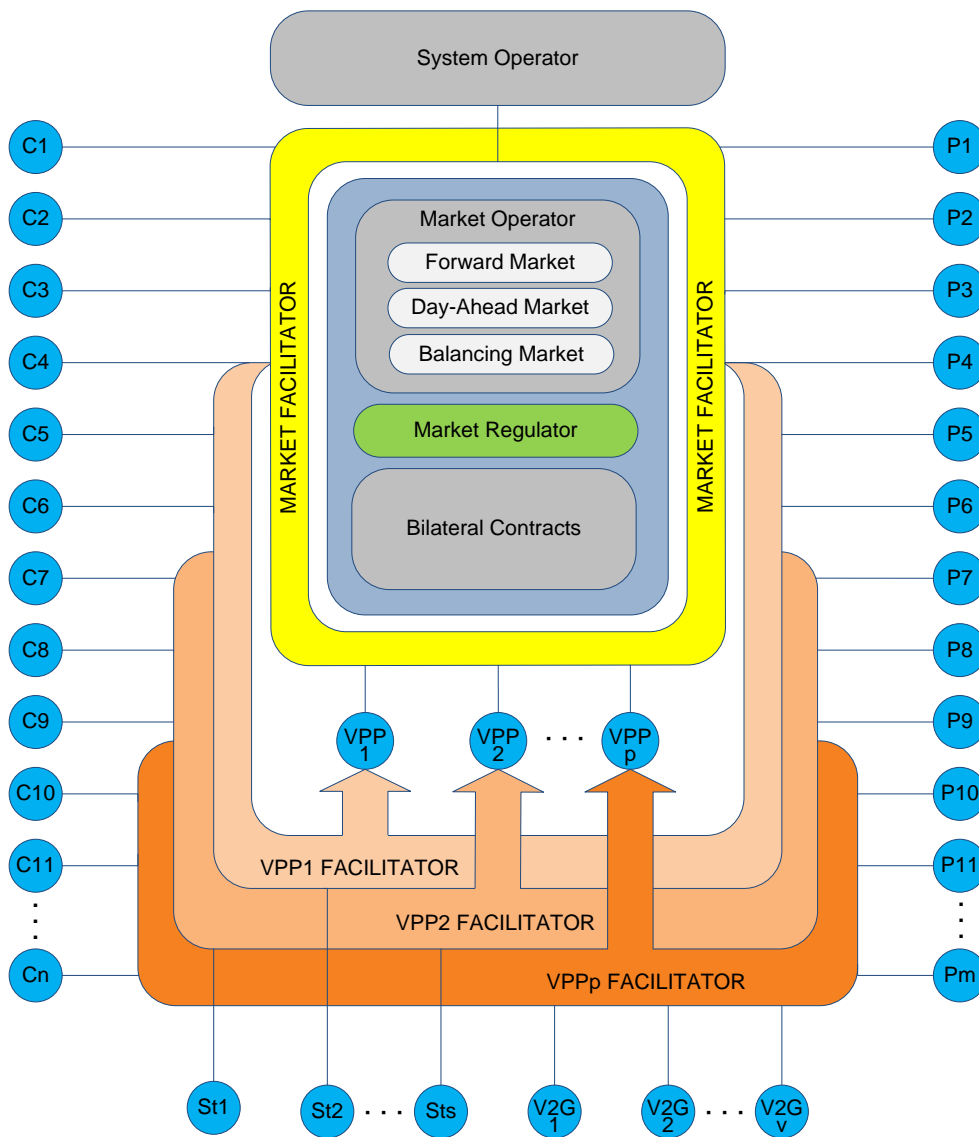 System Operator
C1
P1
C2
Market Operator
P2
Forward Market
C3
Day-Ahead Market
P3
MARKET FACILITATOR
MARKET FACILITATOR
C4
Balancing Market
P4
C5
Market Regulator
P5
C6
Bilateral Contracts
P6
C7
P7
C8
P8
C9
VPP
1
VPP
2
. . .
VPP
p
P9
C10
P10
C11
VPP1 FACILITATOR
P11
. . .
VPP2 FACILITATOR
. . .
Cn
VPPp FACILITATOR
Pm
St1
St2
. . .
Sts
V2G
1
V2G
2
. . .
V2G
v